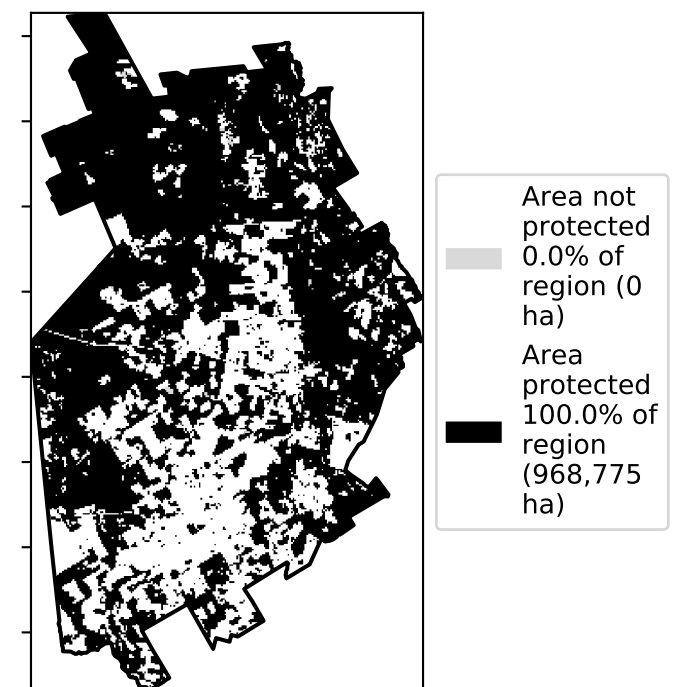 Area not
protected
0.0% of
region (0
ha)
Area
protected
100.0% of
region
(968,775
ha)